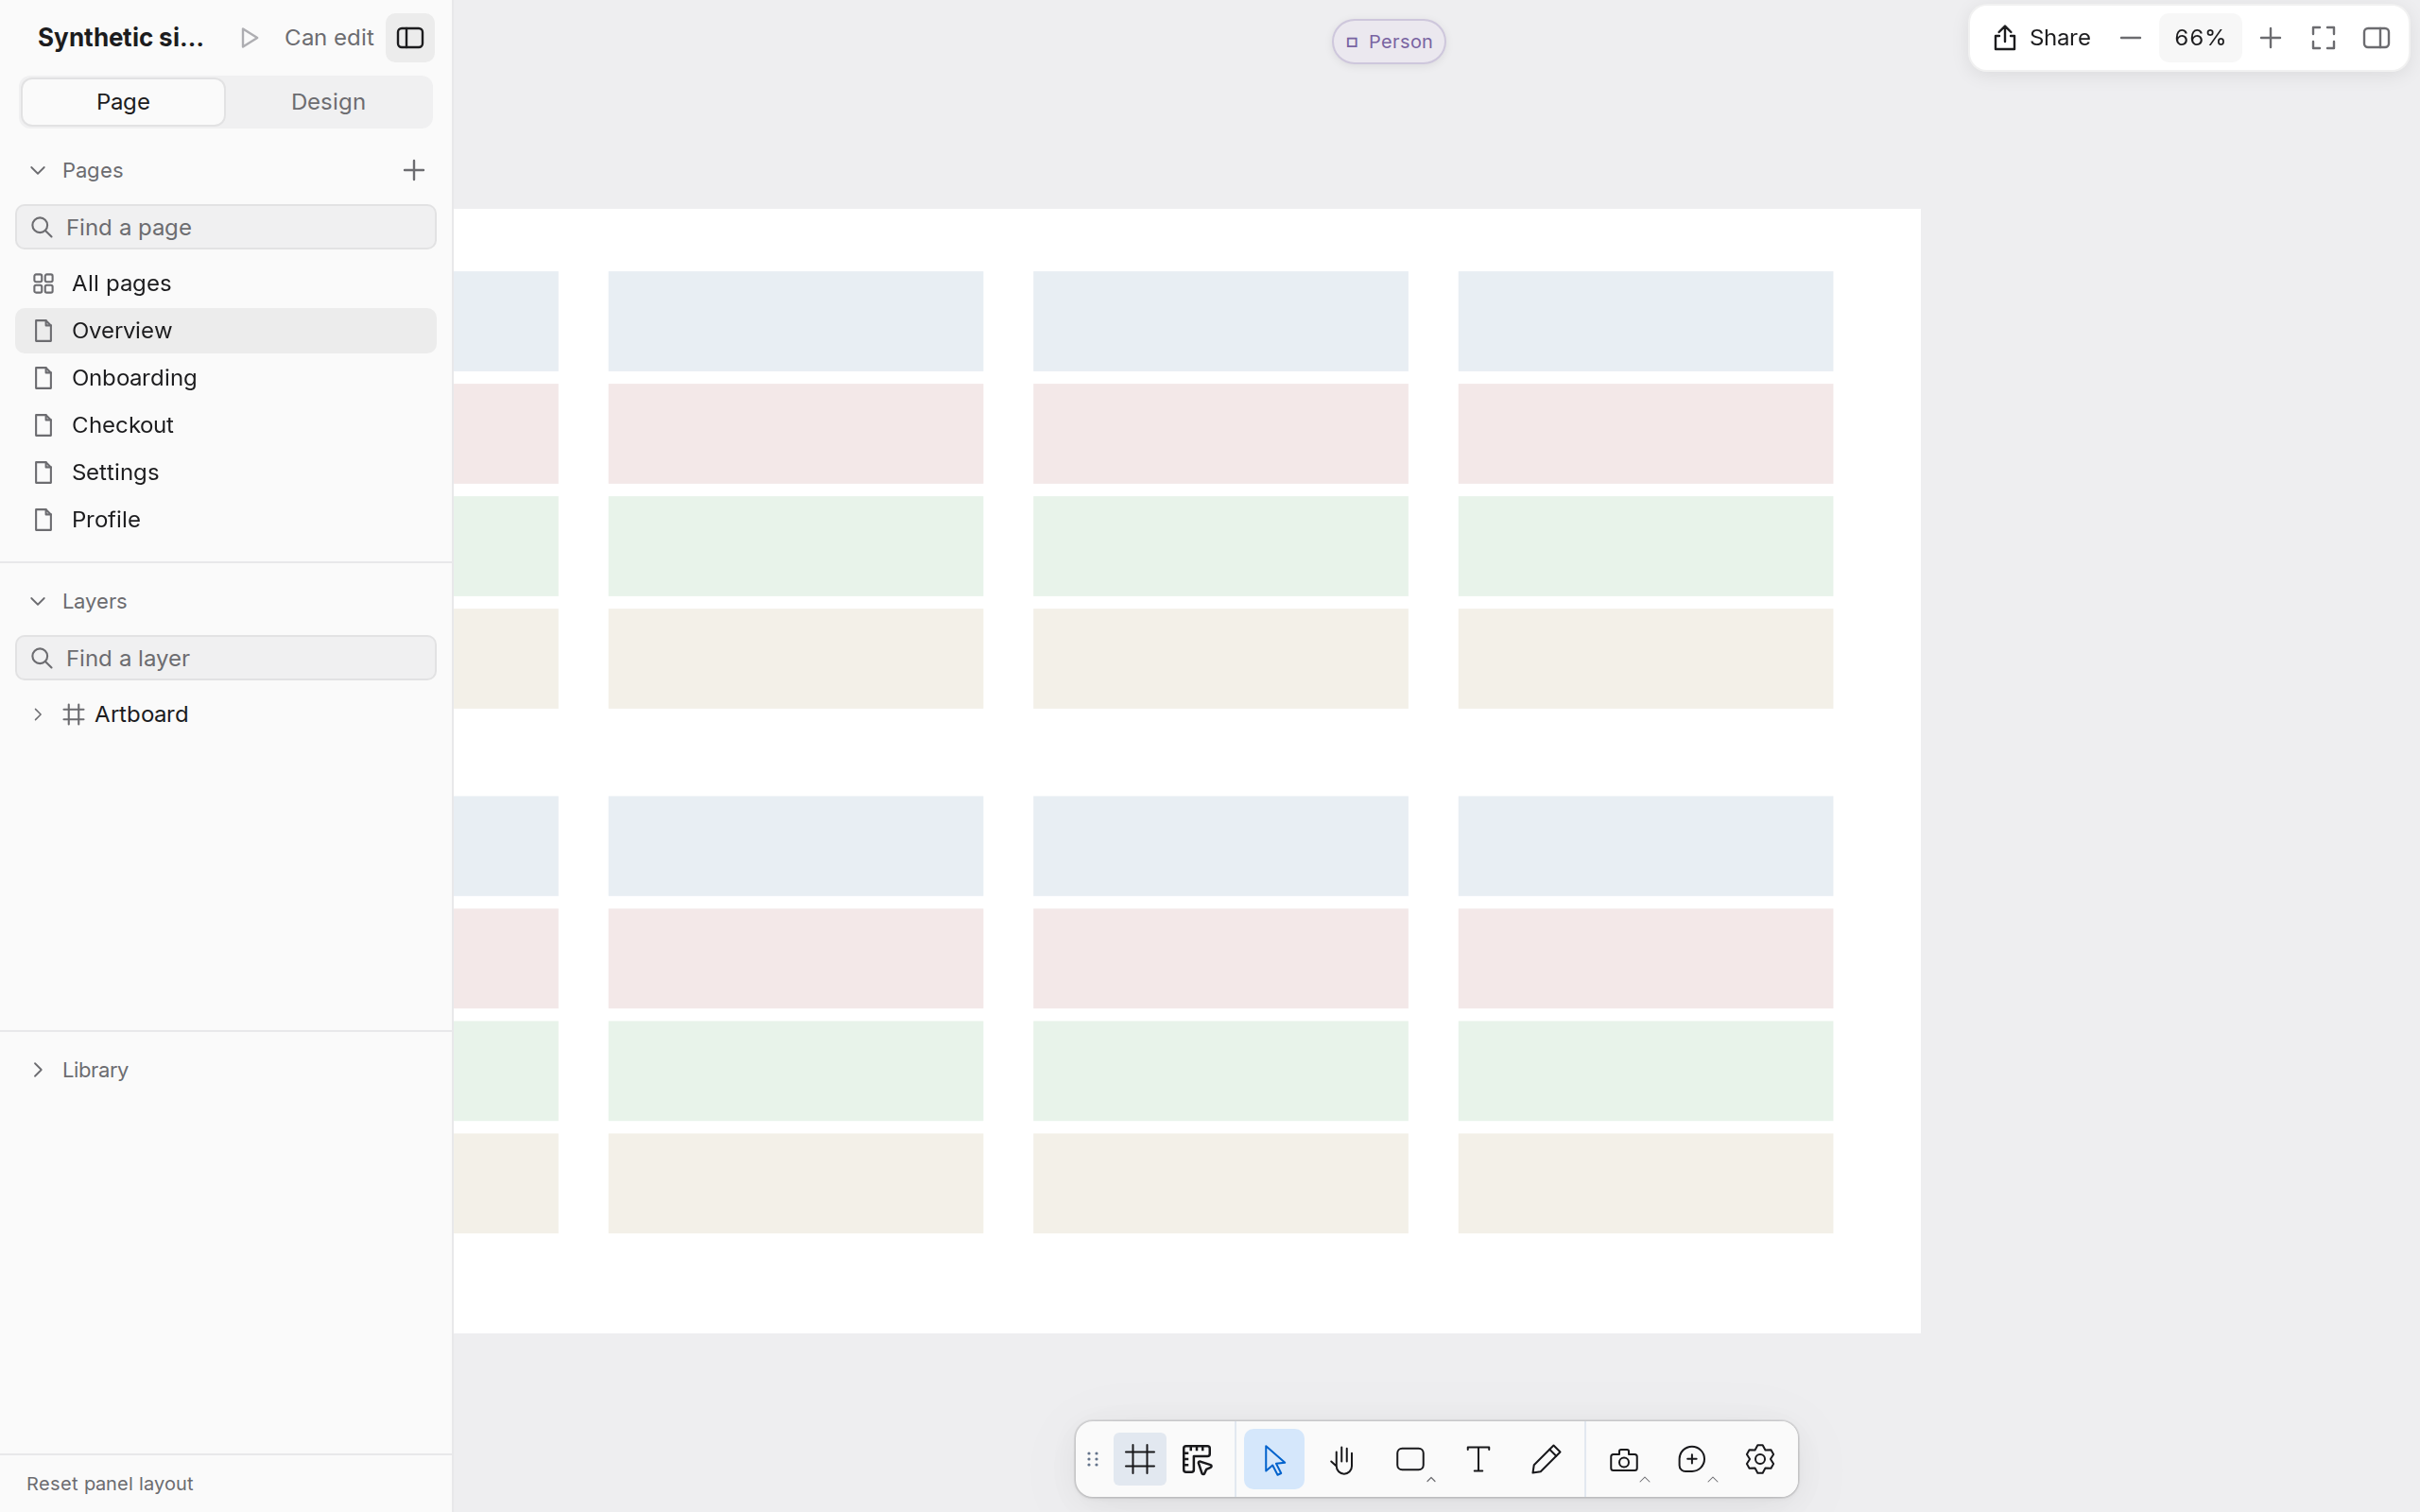 Synthetic si...
Can edit
Page
Design
Pages
Find a page
All pages
Overview
Onboarding
Checkout
Settings
Profile
Layers
Find a layer
Artboard
Library
Reset panel layout
Person
Share
66%